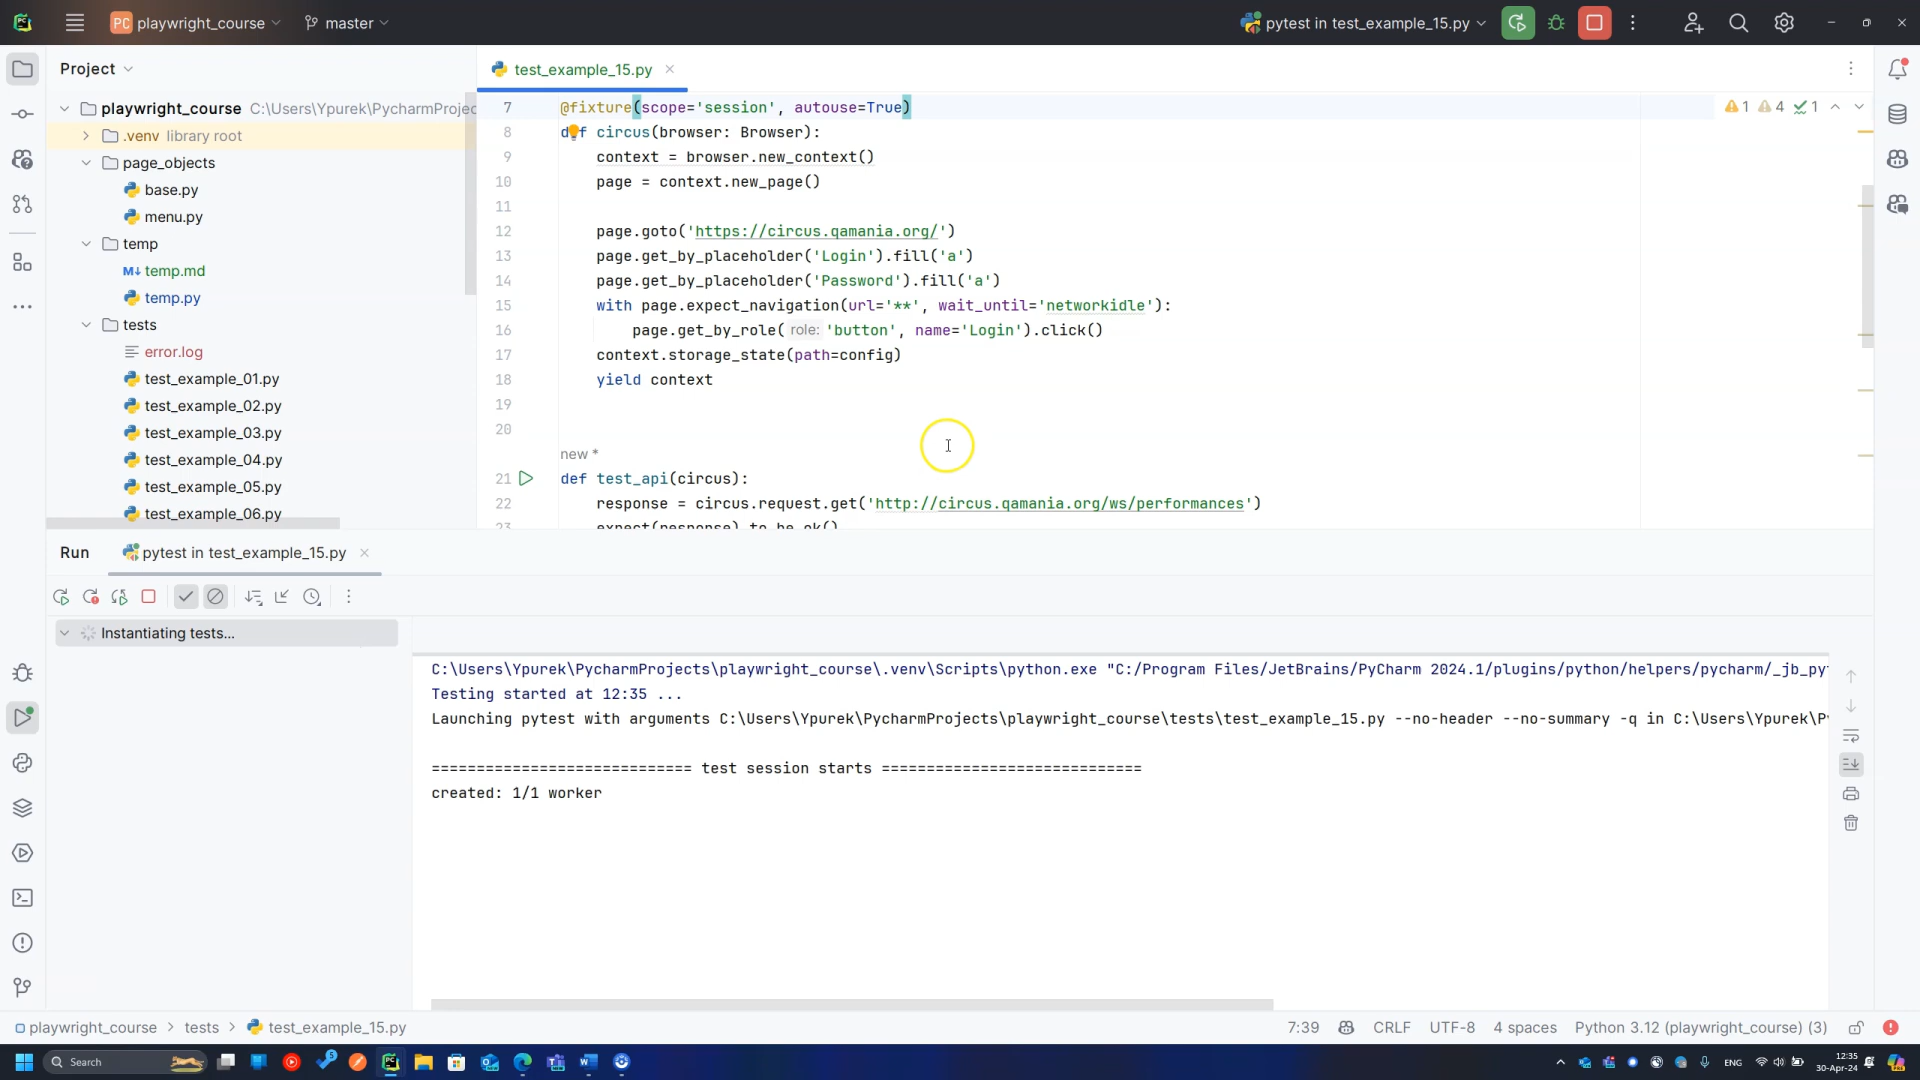 PC playwright_course master pytest in test_example_15.py
Project
playwright_course C:\Users\Ypurek\PycharmProjec
.venv library root
page_objects
base.py
menu.py
temp
M↓ temp.md
temp.py
tests
error.log
test_example_01.py
test_example_02.py
test_example_03.py
test_example_04.py
test_example_05.py
test_example_06.py
test_example_15.py
1 4 1
7 @fixture(scope='session', autouse=True)
8 def circus(browser: Browser):
9 context = browser.new_context()
10 page = context.new_page()
11
12 page.goto('https://circus.qamania.org/')
13 page.get_by_placeholder('Login').fill('a')
14 page.get_by_placeholder('Password').fill('a')
15 with page.expect_navigation(url='**', wait_until='networkidle'):
16 page.get_by_role( role: 'button', name='Login').click()
17 context.storage_state(path=config)
18 yield context
19
20
new *
21 def test_api(circus):
22 response = circus.request.get('http://circus.qamania.org/ws/performances')
23 expect(response).to_be_ok()
Run pytest in test_example_15.py
Instantiating tests...
C:\Users\Ypurek\PycharmProjects\playwright_course\.venv\Scripts\python.exe "C:/Program Files/JetBrains/PyCharm 2024.1/plugins/python/helpers/pycharm/_jb_py
Testing started at 12:35 ...
Launching pytest with arguments C:\Users\Ypurek\PycharmProjects\playwright_course\tests\test_example_15.py --no-header --no-summary -q in C:\Users\Ypurek\P
============================= test session starts =============================
created: 1/1 worker
playwright_course > tests > test_example_15.py
7:39 CRLF UTF-8 4 spaces Python 3.12 (playwright_course) (3)
Search
ENG
12:35
30-Apr-24